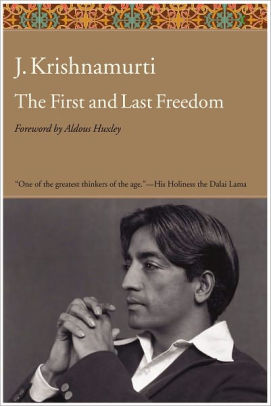 J. Krishnamurti
The First and Last Freedom
Foreword by Aldous Huxley
“One of the greatest thinkers of the age.”—His Holiness the Dalai Lama